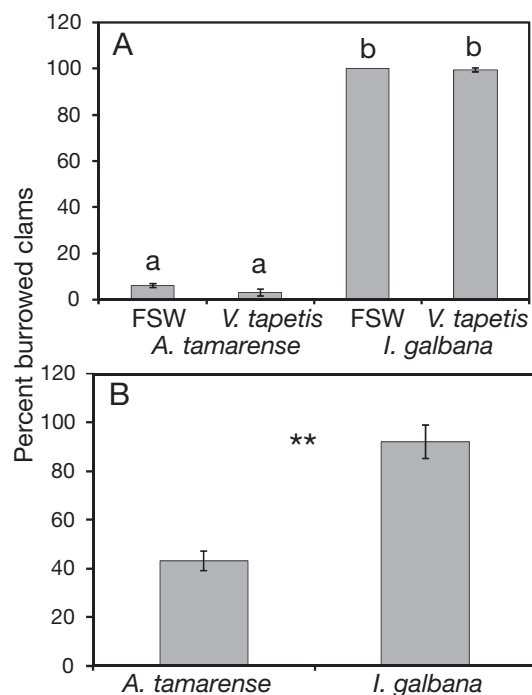 Percent burrowed clams
120
100
80
60
40
20
0
A
a
a
b
b
FSW
V. tapetis
FSW
V. tapetis
A. tamarense
I. galbana
120
100
80
60
40
20
0
B
**
A. tamarense
I. galbana